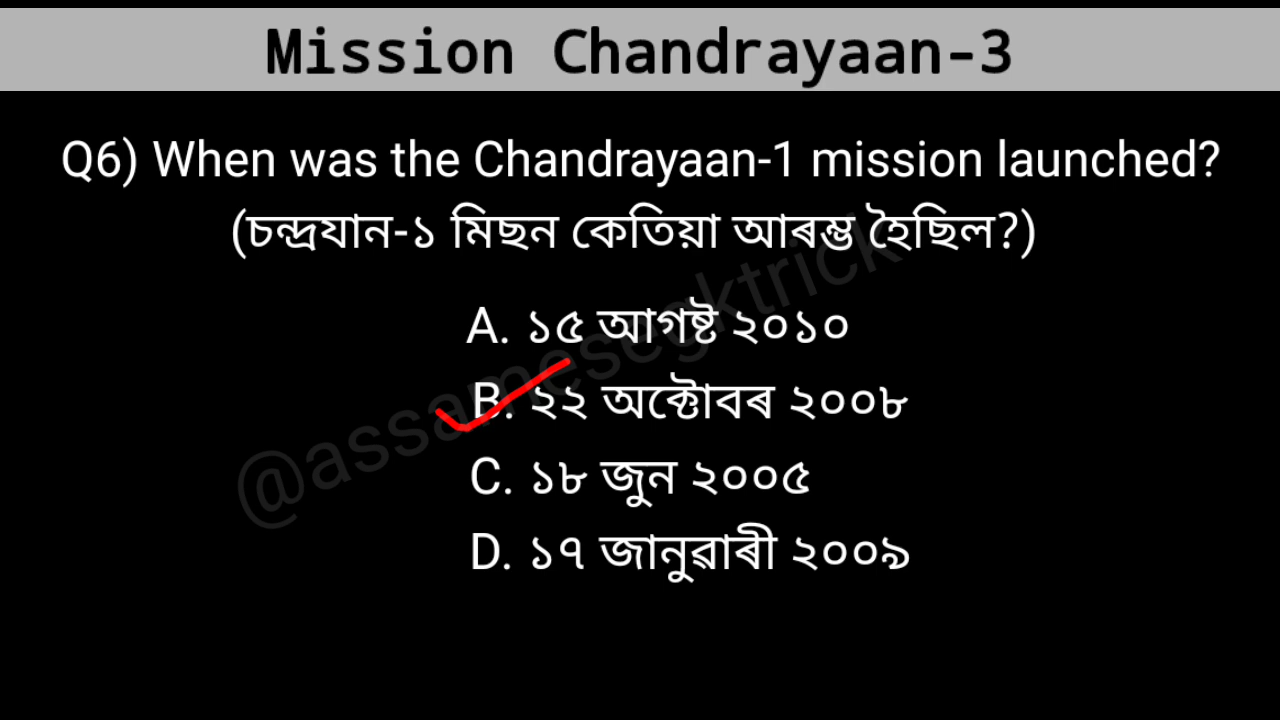 Mission Chandrayaan-3
Q6) When was the Chandrayaan-1 mission launched?
(চন্দ্ৰযান-১ মিছন কেতিয়া আৰম্ভ হৈছিল?)
A. ১৫ আগষ্ট ২০১০
B. ২২ অক্টোবৰ ২০০৮
C. ১৮ জুন ২০০৫
D. ১৭ জানুৱাৰী ২০০৯
@assamesegktrick